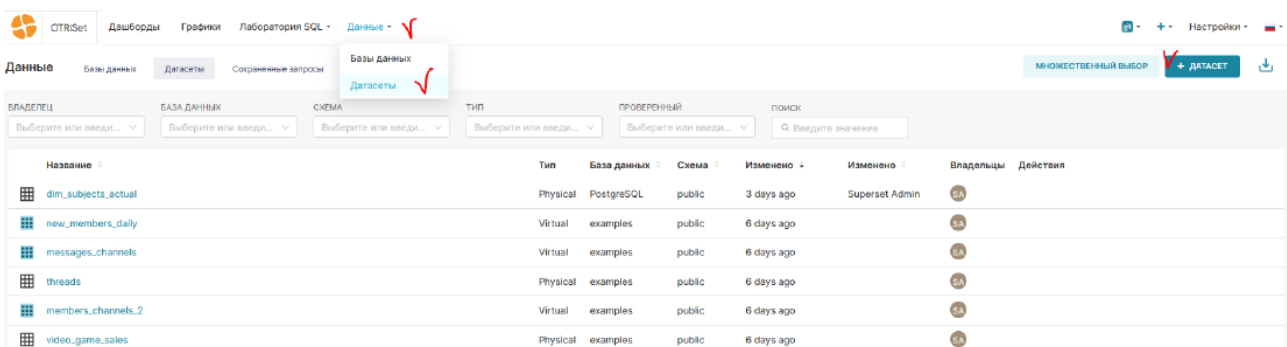 OTRiSet Дашборды Графики Лаборатория SQL Данные Настройки
Базы данных
Датасеты
Данные Базы данных Датасеты Сохраненные запросы МНОЖЕСТВЕННЫЙ ВЫБОР + ДАТАСЕТ
ВЛАДЕЛЕЦ БАЗА ДАННЫХ СХЕМА ТИП ПРОВЕРЕННЫЙ ПОИСК
Выберите или введи... Выберите или введи... Выберите или введи... Выберите или введи... Выберите или введи... Введите значение
Название Тип База данных Схема Изменено Изменено Владельцы Действия
dim_subjects_actual Physical PostgreSQL public 3 days ago Superset Admin SA
new_members_daily Virtual examples public 6 days ago SA
messages_channels Virtual examples public 6 days ago SA
threads Physical examples public 6 days ago SA
members_channels_2 Virtual examples public 6 days ago SA
video_game_sales Physical examples public 6 days ago SA